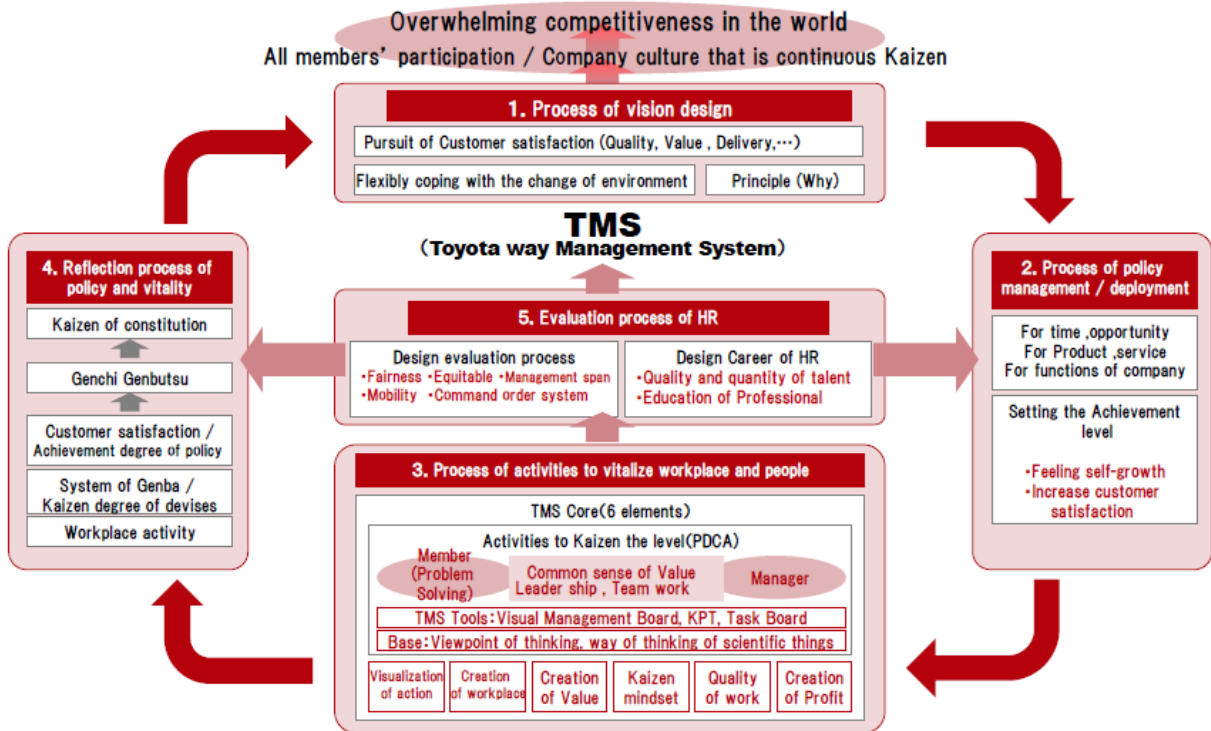 Overwhelming competitiveness in the world
All members’ participation / Company culture that is continuous Kaizen
1. Process of vision design
Pursuit of Customer satisfaction (Quality, Value , Delivery,…)
Flexibly coping with the change of environment
Principle (Why)
TMS
(Toyota way Management System)
4. Reflection process of
policy and vitality
Kaizen of constitution
Genchi Genbutsu
Customer satisfaction /
Achievement degree of policy
System of Genba /
Kaizen degree of devises
Workplace activity
5. Evaluation process of HR
Design evaluation process
・Fairness ・Equitable ・Management span
・Mobility ・Command order system
Design Career of HR
・Quality and quantity of talent
・Education of Professional
2. Process of policy
management / deployment
For time ,opportunity
For Product ,service
For functions of company
Setting the Achievement
level
・Feeling self-growth
・Increase customer
satisfaction
3. Process of activities to vitalize workplace and people
TMS Core(6 elements)
Activities to Kaizen the level(PDCA)
Member
(Problem
Solving)
Common sense of Value
Leader ship , Team work
Manager
TMS Tools:Visual Management Board, KPT, Task Board
Base:Viewpoint of thinking, way of thinking of scientific things
Visualization
of action
Creation
of workplace
Creation
of Value
Kaizen
mindset
Quality
of work
Creation
of Profit